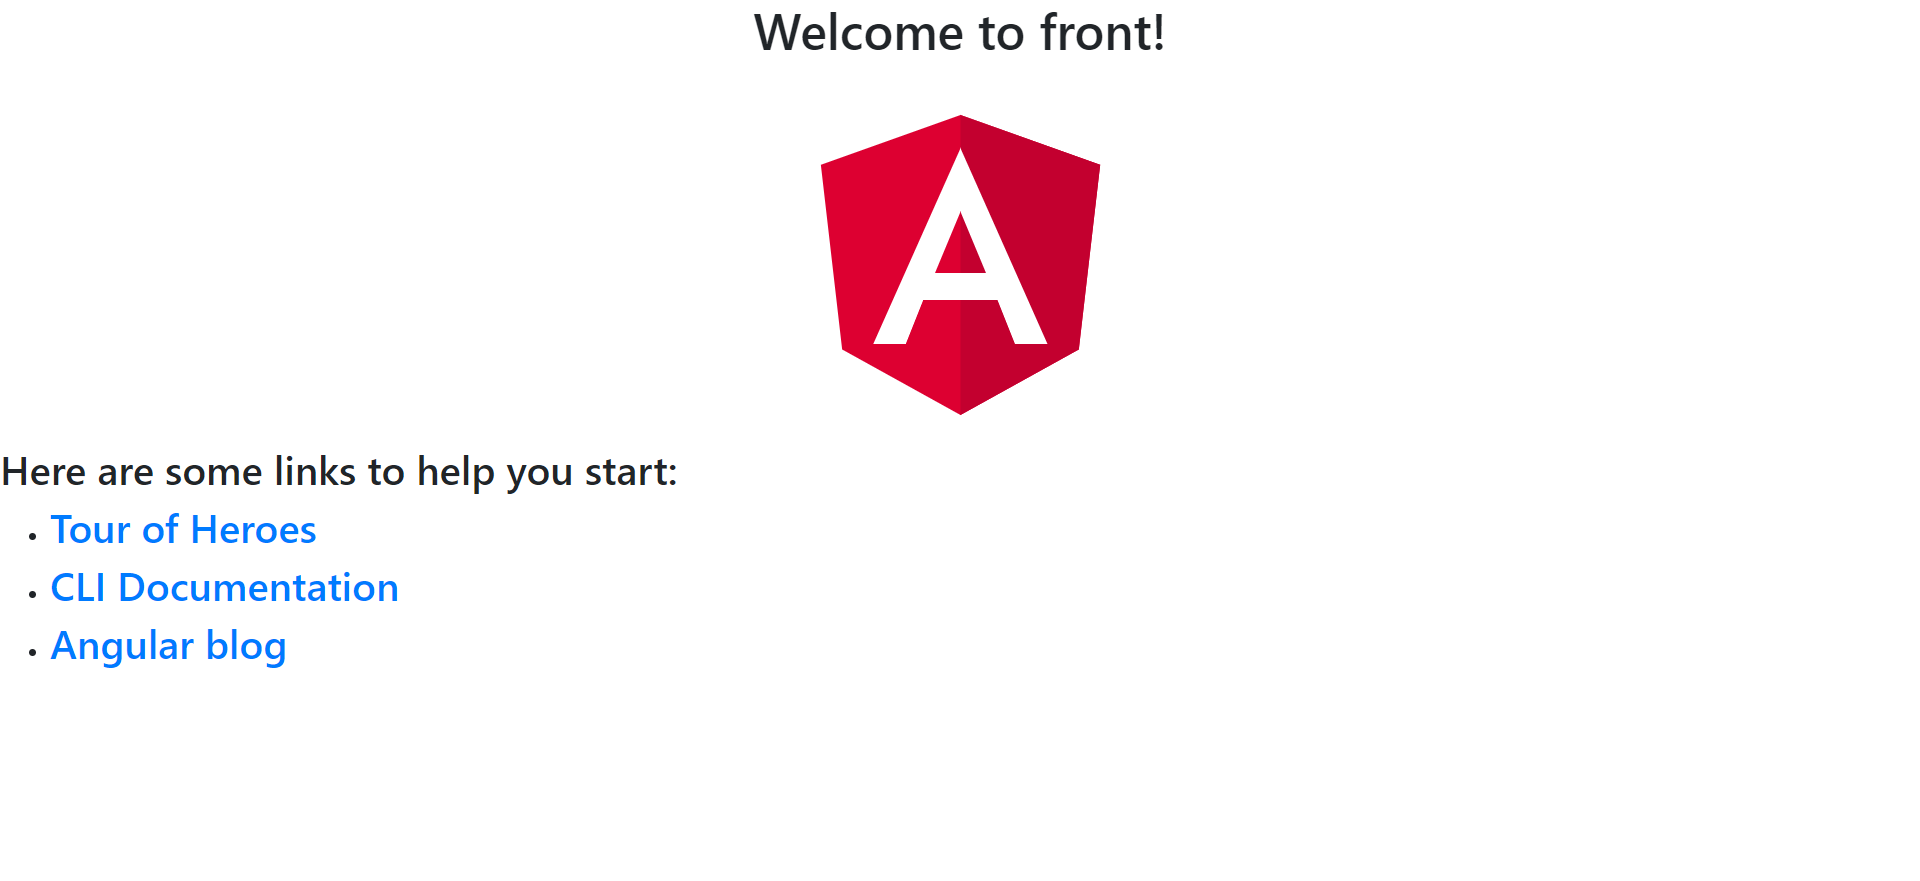 Welcome to front!
A
Here are some links to help you start:
Tour of Heroes
CLI Documentation
Angular blog